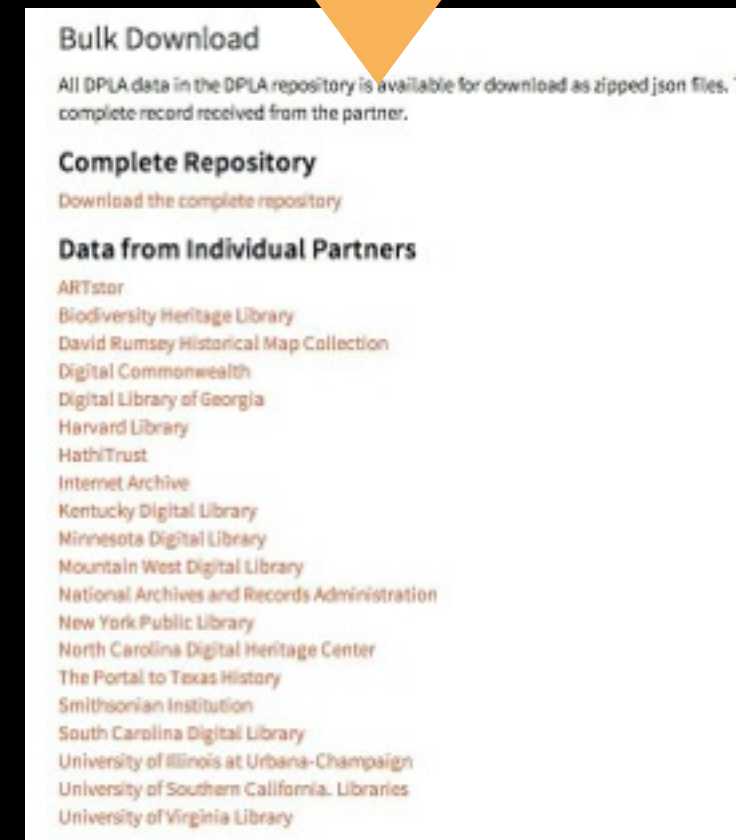 Bulk Download
All DPLA data in the DPLA repository is available for download as zipped json files.
complete record received from the partner.
Complete Repository
Download the complete repository
Data from Individual Partners
ARTstor
Biodiversity Heritage Library
David Rumsey Historical Map Collection
Digital Commonwealth
Digital Library of Georgia
Harvard Library
HathiTrust
Internet Archive
Kentucky Digital Library
Minnesota Digital Library
Mountain West Digital Library
National Archives and Records Administration
New York Public Library
North Carolina Digital Heritage Center
The Portal to Texas History
Smithsonian Institution
South Carolina Digital Library
University of Illinois at Urbana-Champaign
University of Southern California. Libraries
University of Virginia Library